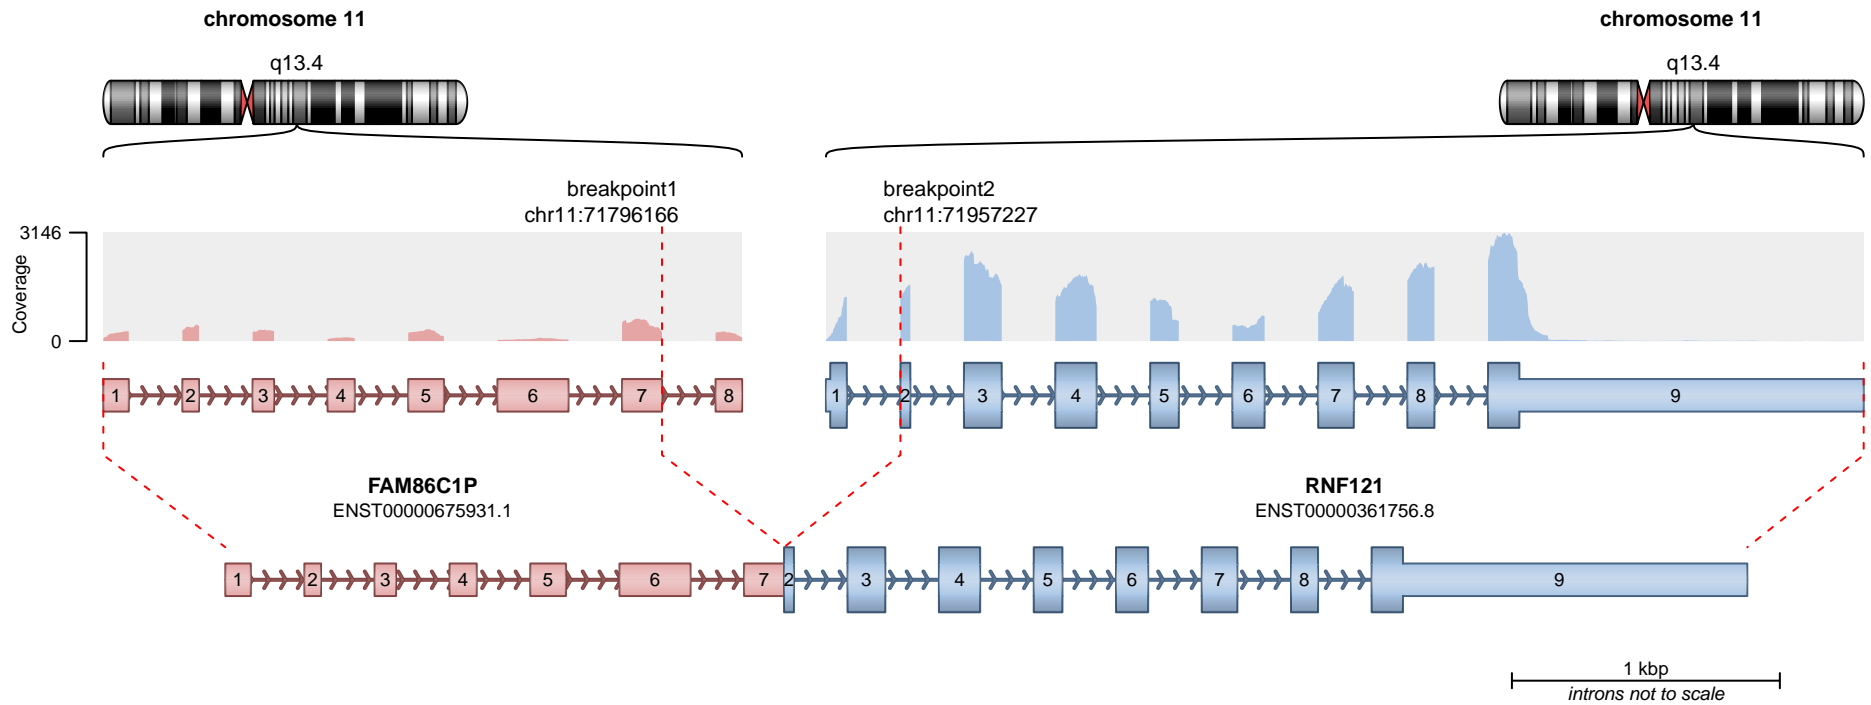 chromosome 11
chromosome 11
q13.4
q13.4
breakpoint1
chr11:71796166
breakpoint2
chr11:71957227
3146
Coverage
0
1 2 3 4 5 6 7 8
1 2 3 4 5 6 7 8 9
FAM86C1P
ENST00000675931.1
RNF121
ENST00000361756.8
1 2 3 4 5 6 7 2 3 4 5 6 7 8 9
1 kbp
introns not to scale